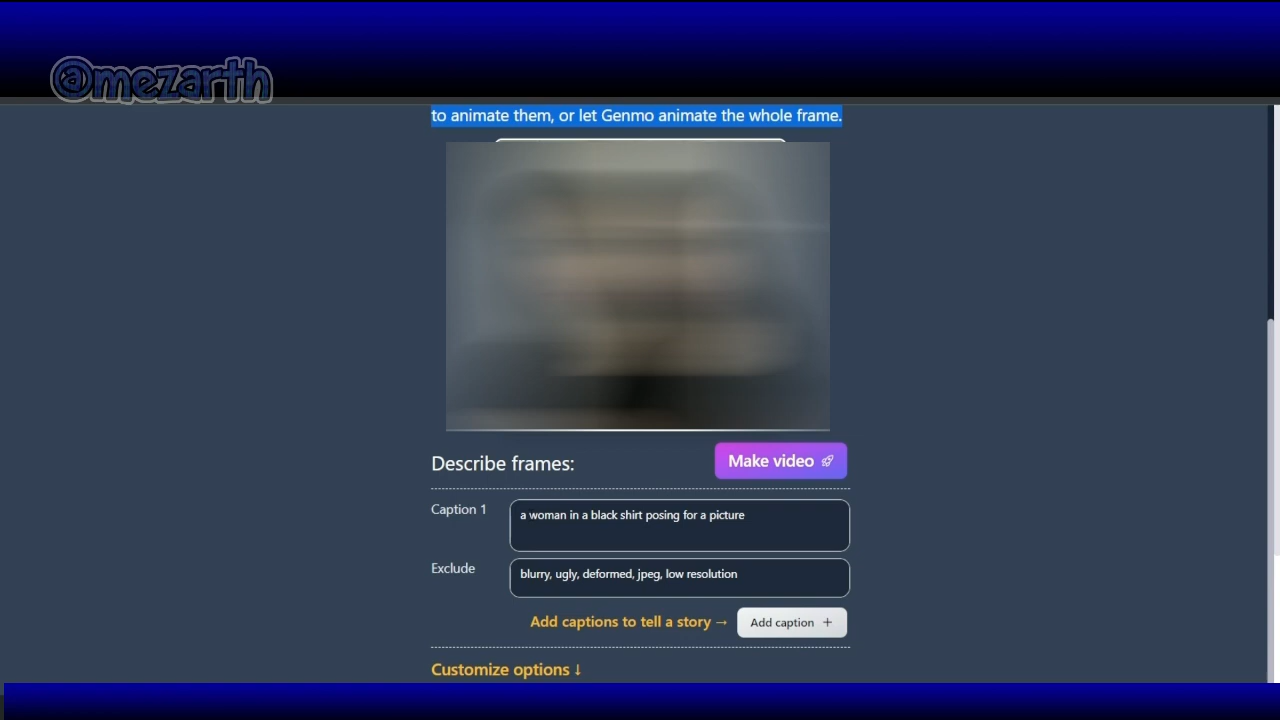 @mezarth
to animate them, or let Genmo animate the whole frame.
Describe frames:
Make video
Caption 1
a woman in a black shirt posing for a picture
Exclude
blurry, ugly, deformed, jpeg, low resolution
Add captions to tell a story →
Add caption +
Customize options ↓